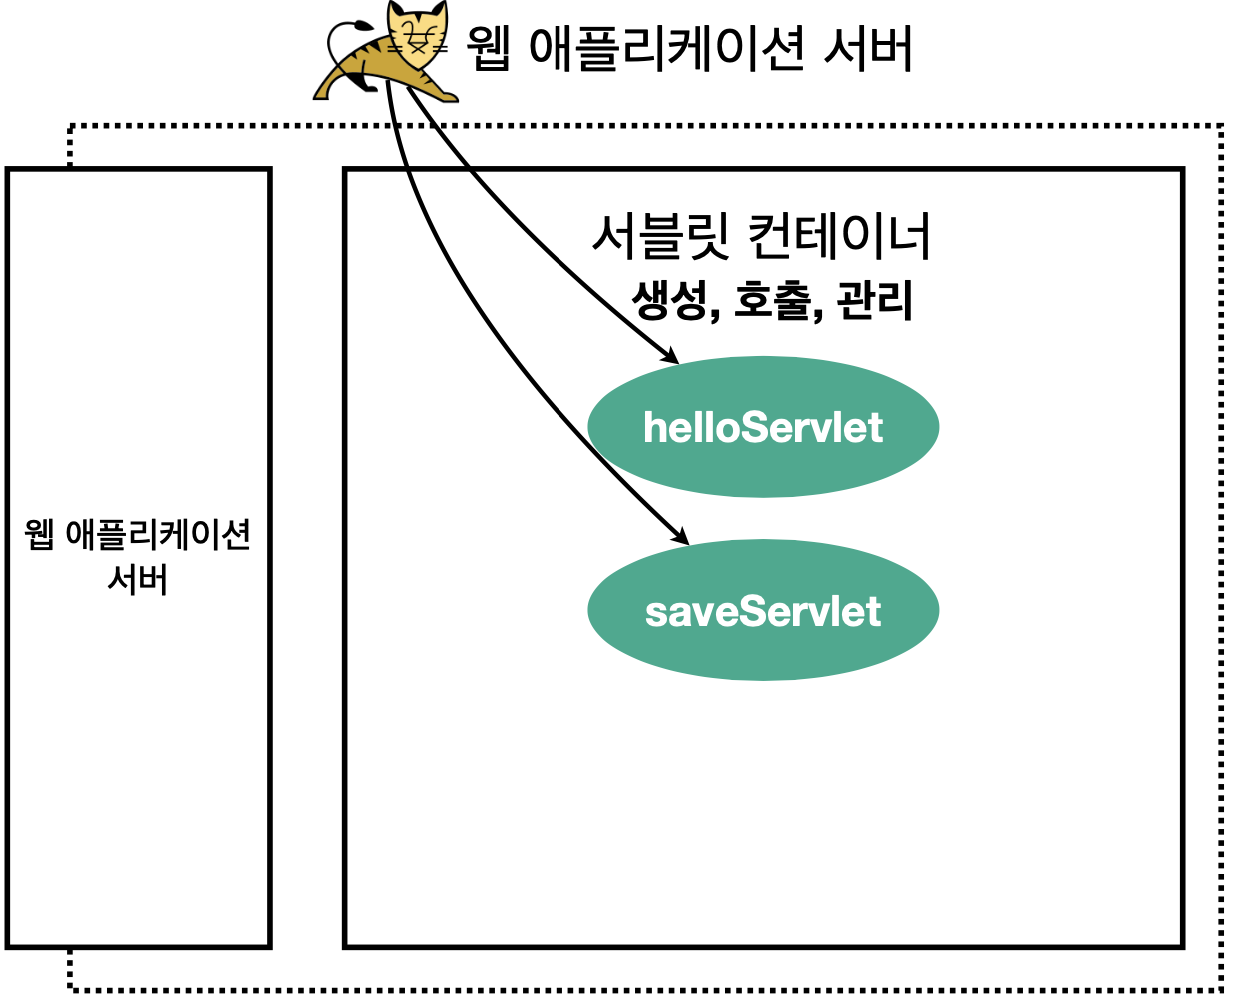 웹 애플리케이션 서버
서블릿 컨테이너
생성, 호출, 관리
helloServlet
웹 애플리케이션
서버
saveServlet